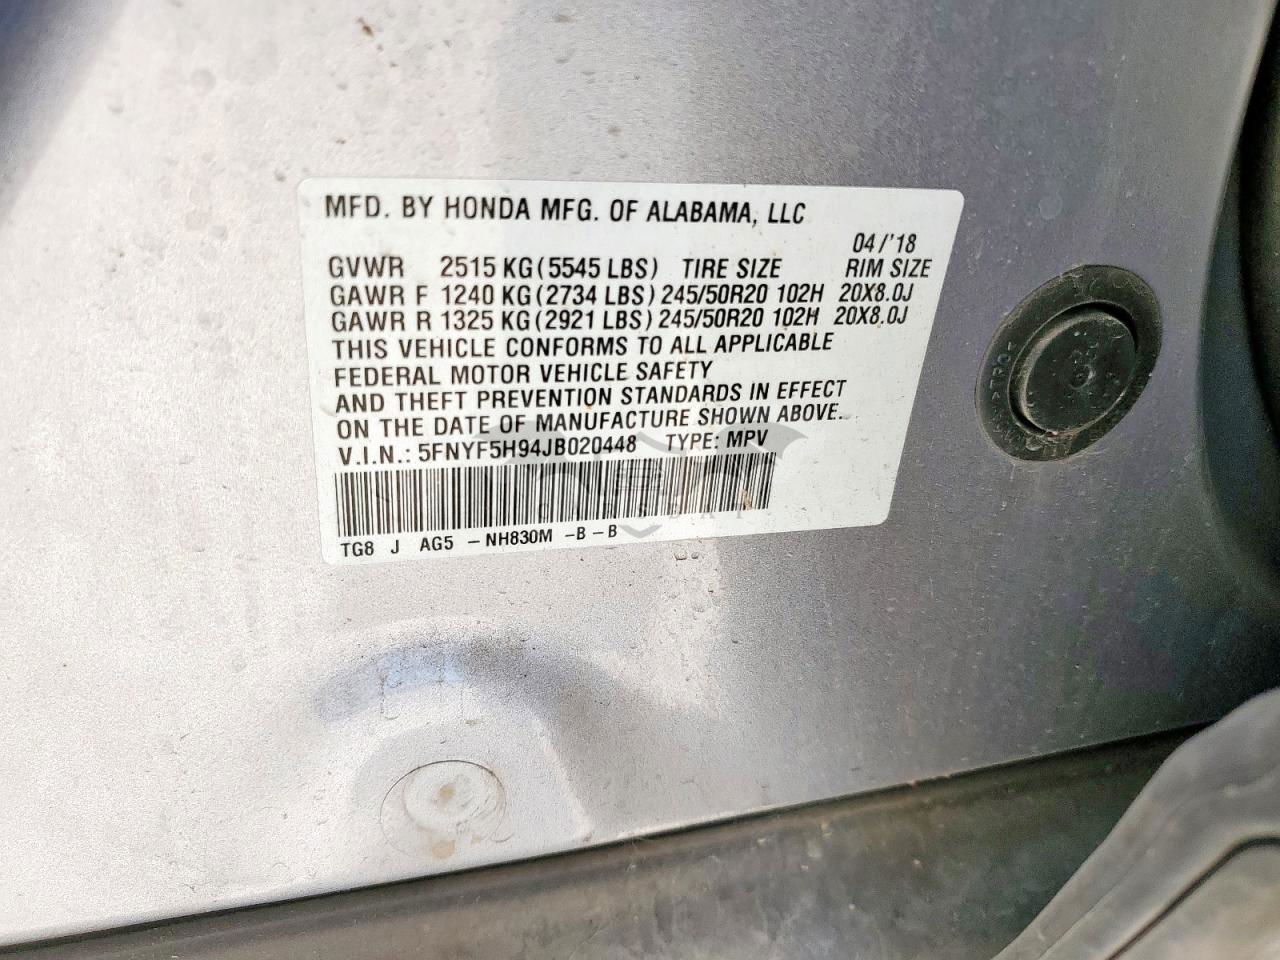 MFD. BY HONDA MFG. OF ALABAMA, LLC
04/'18
GVWR 2515 KG (5545 LBS) TIRE SIZE RIM SIZE
GAWR F 1240 KG (2734 LBS) 245/50R20 102H 20X8.0J
GAWR R 1325 KG (2921 LBS) 245/50R20 102H 20X8.0J
THIS VEHICLE CONFORMS TO ALL APPLICABLE
FEDERAL MOTOR VEHICLE SAFETY
AND THEFT PREVENTION STANDARDS IN EFFECT
ON THE DATE OF MANUFACTURE SHOWN ABOVE.
V.I.N.: 5FNYF5H94JB020448 TYPE: MPV
TG8 J AG5 -NH830M -B -B